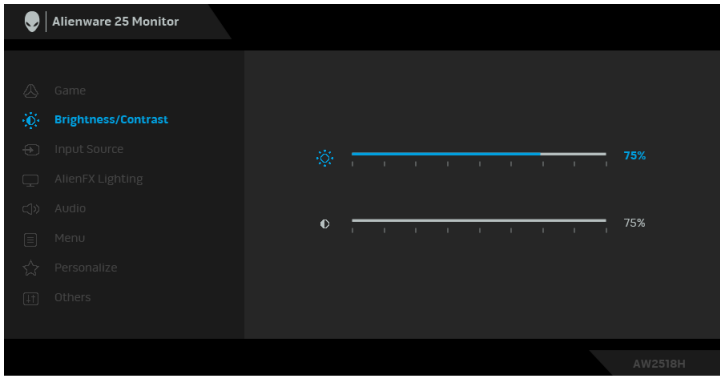 Alienware 25 Monitor
Game
Brightness/Contrast
Input Source
AlienFX Lighting
Audio
Menu
Personalize
Others
75%
75%
AW2518H